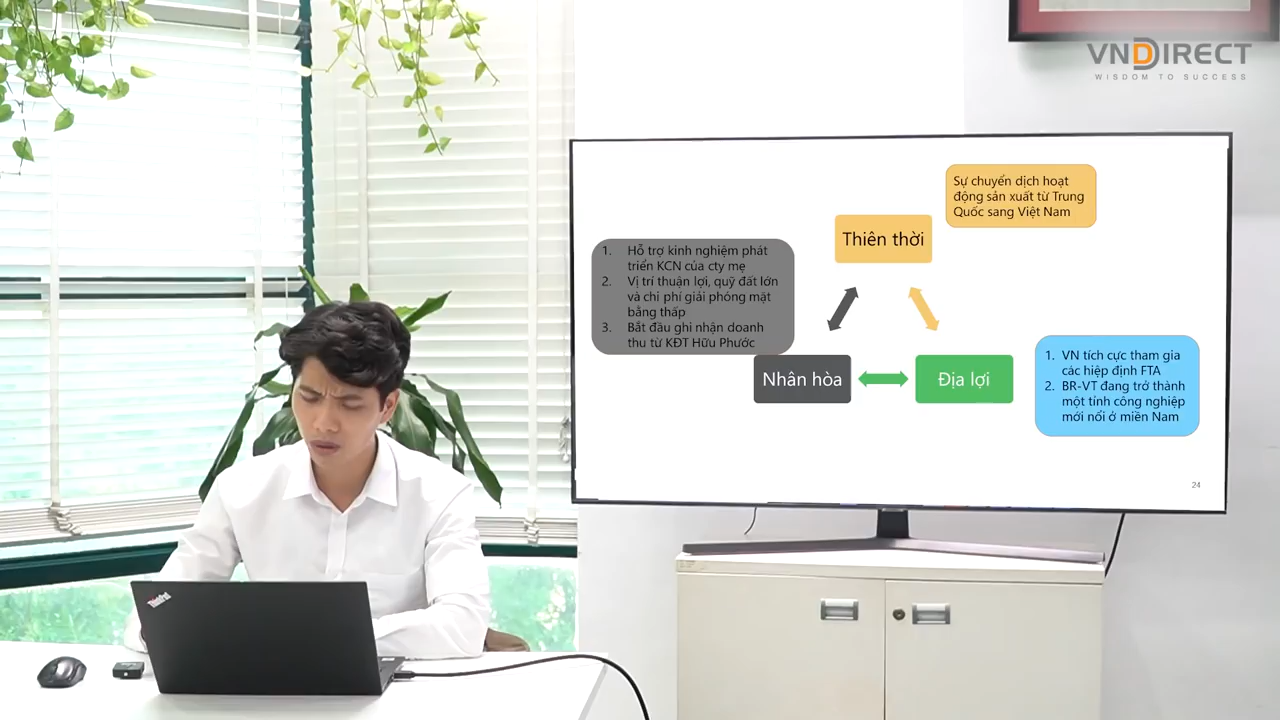 VNDIRECT
WISDOM TO SUCCESS
Sự chuyển dịch hoạt
động sản xuất từ Trung
Quốc sang Việt Nam
Thiên thời
1. Hỗ trợ kinh nghiệm phát
triển KCN của cty mẹ
2. Vị trí thuận lợi, quỹ đất lớn
và chi phí giải phóng mặt
bằng thấp
3. Bắt đầu ghi nhận doanh
thu từ KĐT Hữu Phước
Nhân hòa
Địa lợi
1. VN tích cực tham gia
các hiệp định FTA
2. BR-VT đang trở thành
một tỉnh công nghiệp
mới nổi ở miền Nam
24
ThinkPad